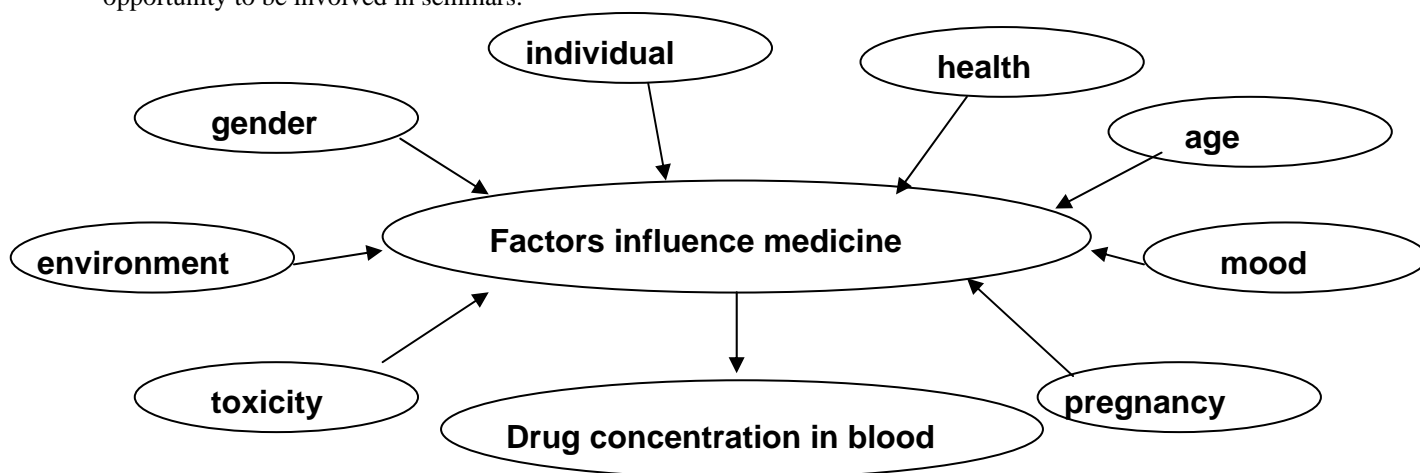 opportunity to be involved in seminars.
individual
health
gender
age
Factors influence medicine
environment
mood
toxicity
pregnancy
Drug concentration in blood